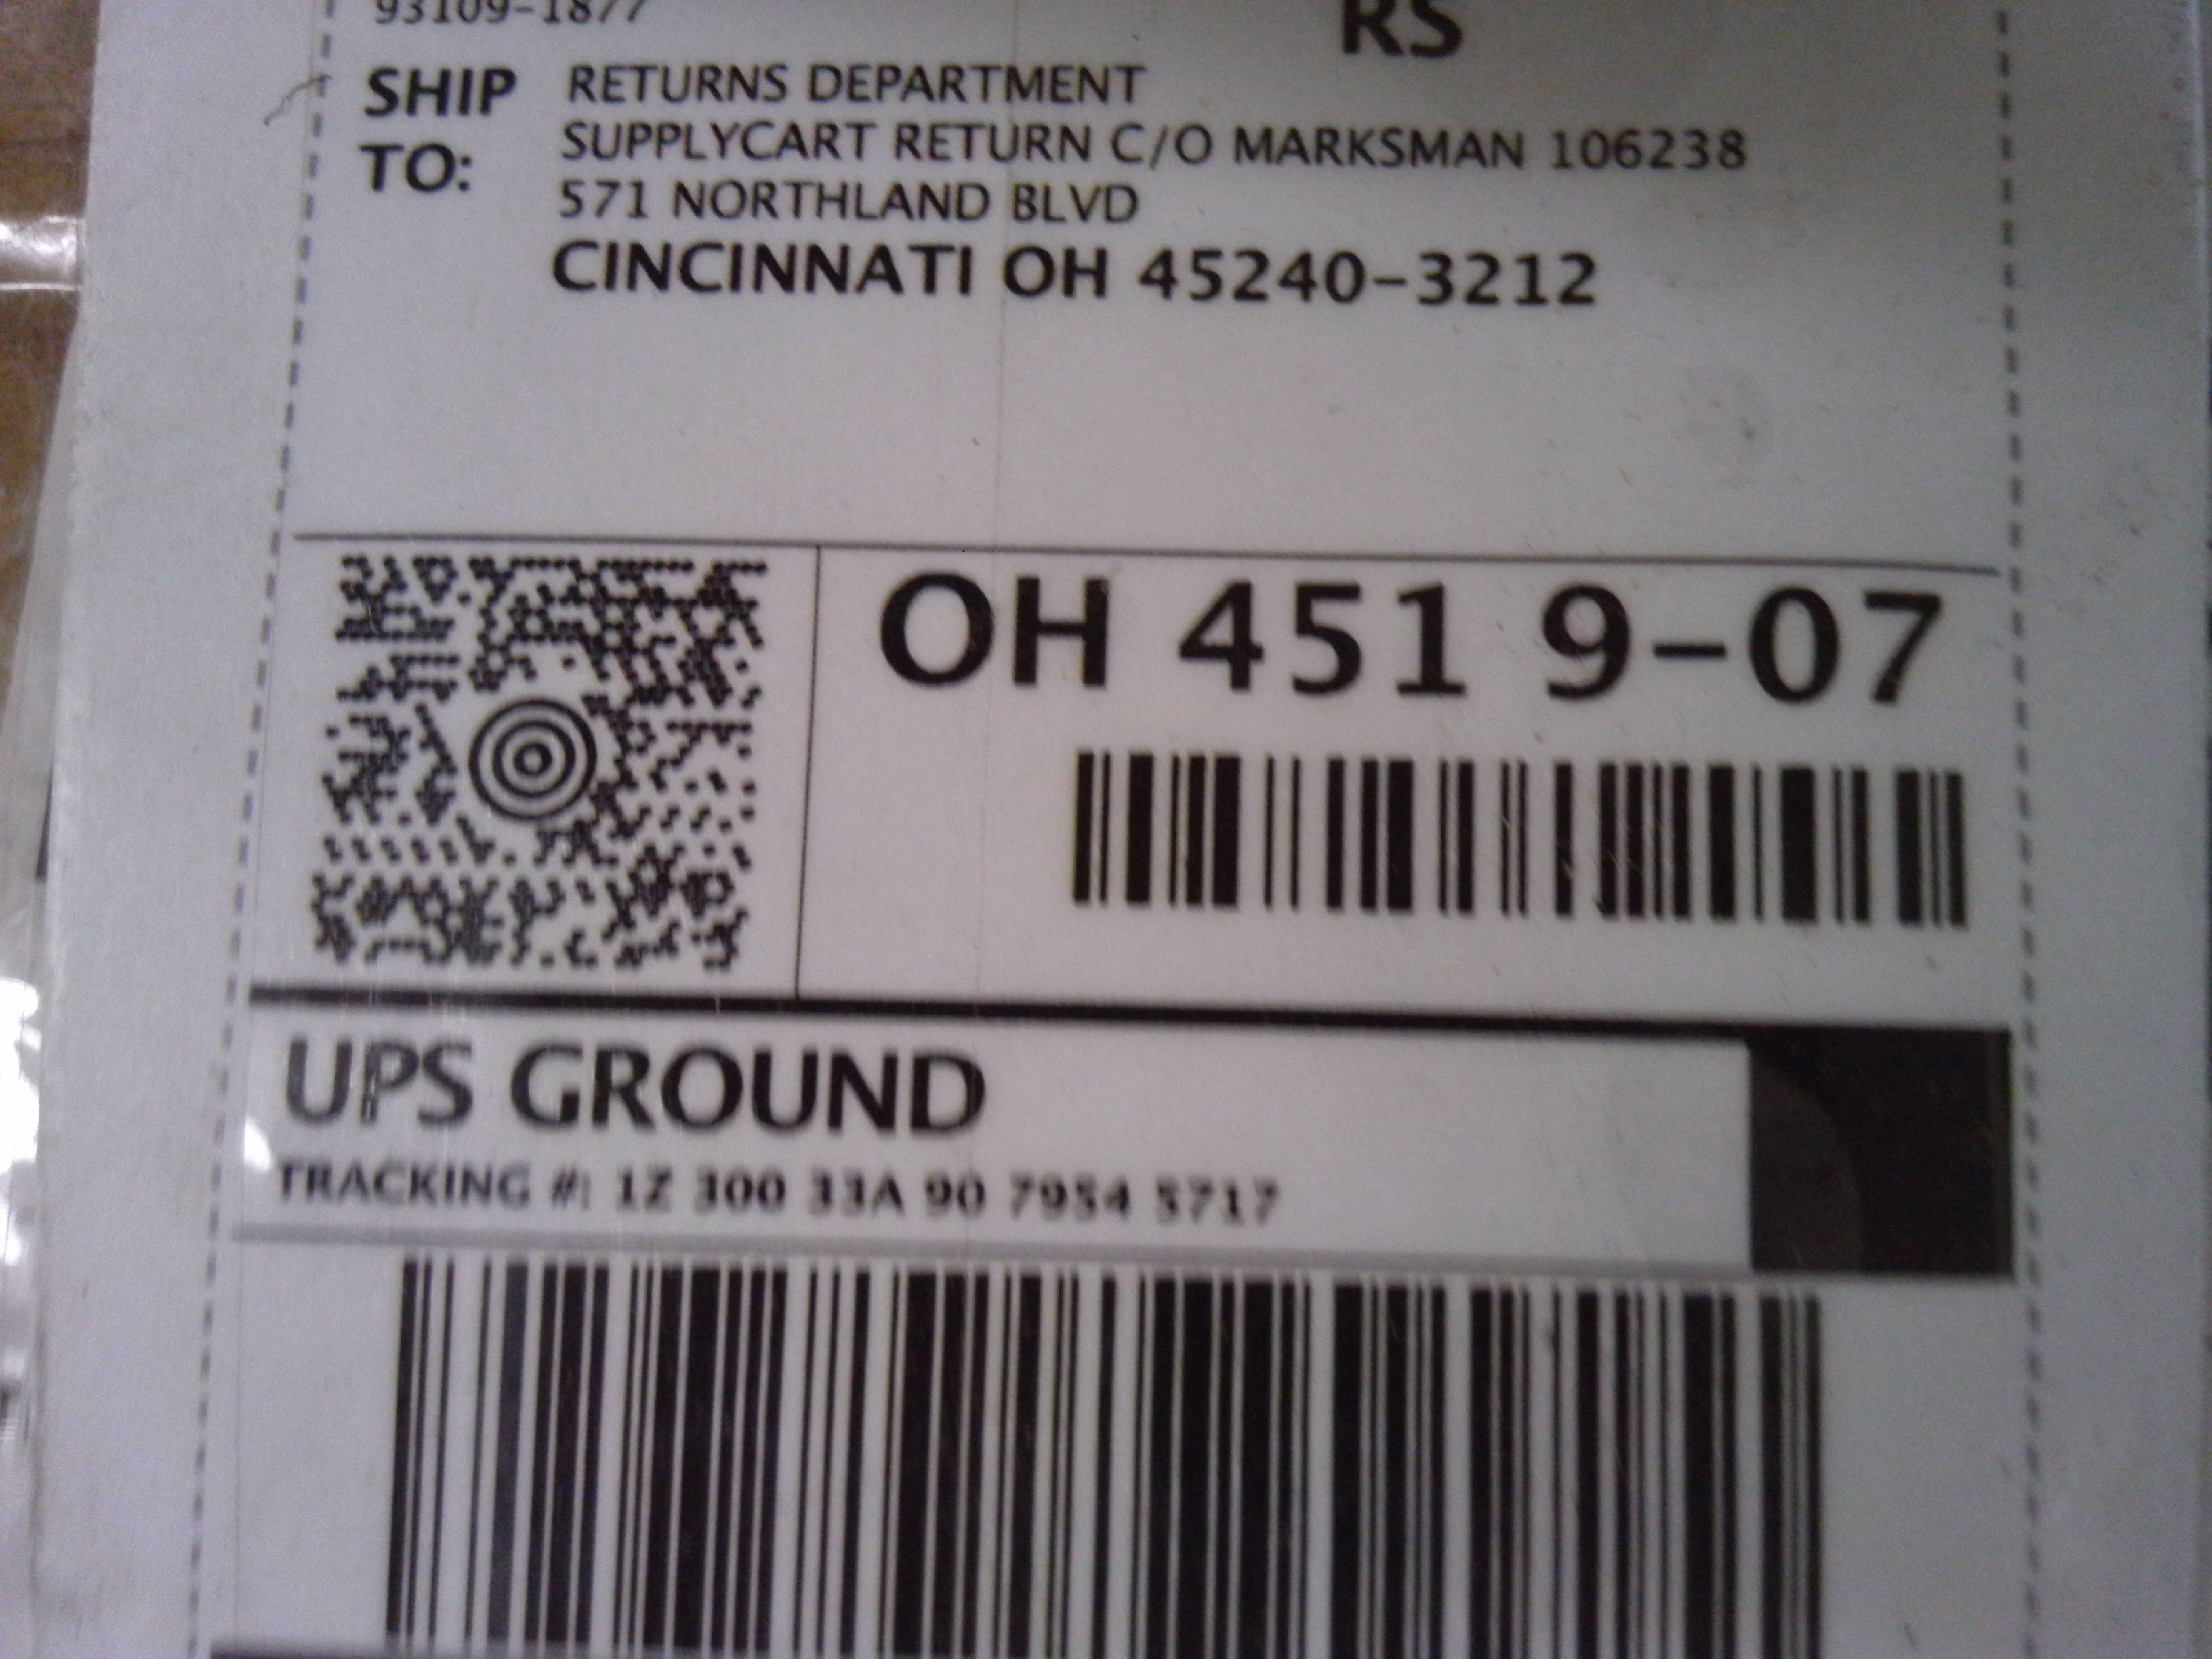 93109-1877
RS
SHIP TO:
RETURNS DEPARTMENT
SUPPLYCART RETURN C/O MARKSMAN 106238
571 NORTHLAND BLVD
CINCINNATI OH 45240-3212
OH 451 9-07
UPS GROUND
TRACKING #: 1Z 300 33A 90 7954 5717